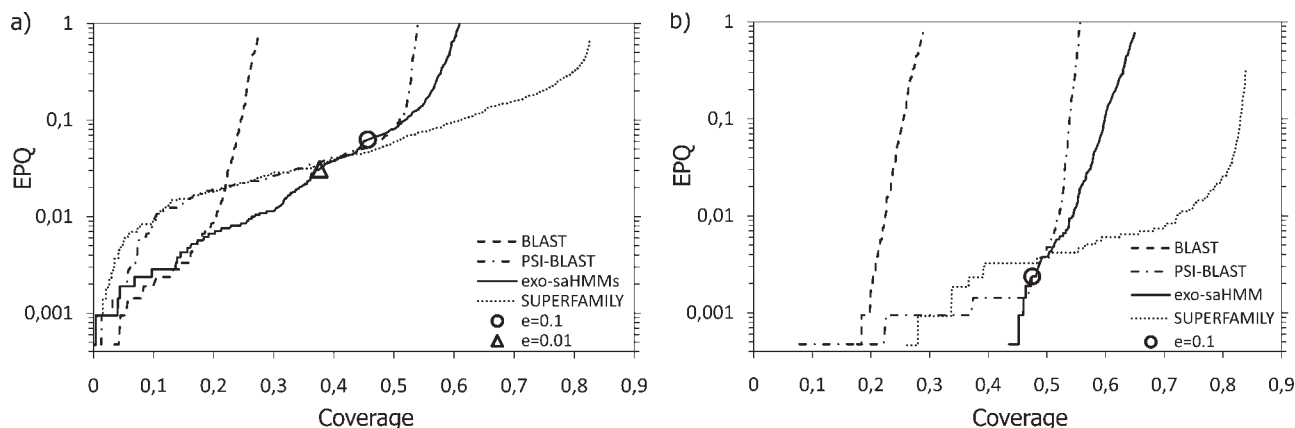 a)
1
0,1
0,01
0,001
EPQ
0 0,1 0,2 0,3 0,4 0,5 0,6 0,7 0,8 0,9
Coverage
BLAST
PSI-BLAST
exo-saHMMs
SUPERFAMILY
e=0.1
e=0.01
b)
1
0,1
0,01
0,001
EPQ
0 0,1 0,2 0,3 0,4 0,5 0,6 0,7 0,8 0,9
Coverage
BLAST
PSI-BLAST
exo-saHMM
SUPERFAMILY
e=0.1